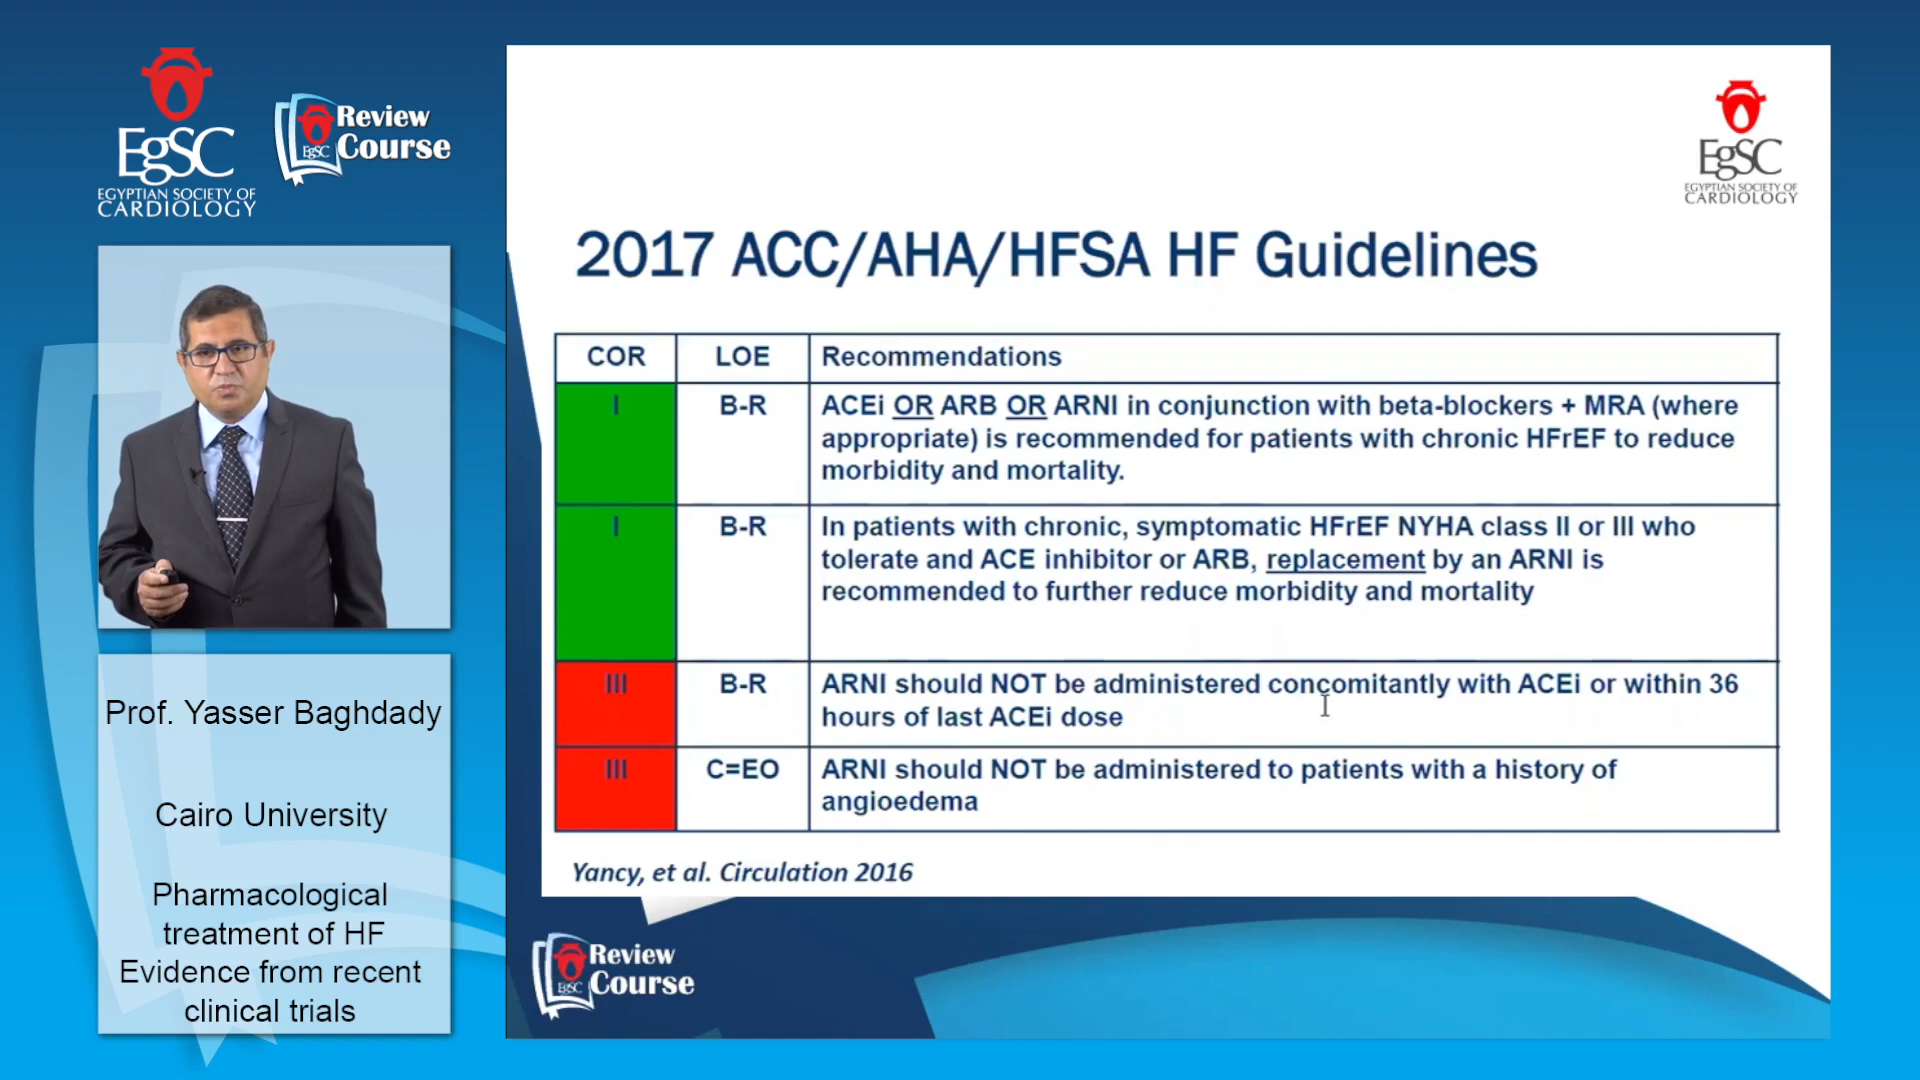 EgSC
EGYPTIAN SOCIETY OF
CARDIOLOGY
Review
EgSC Course
Prof. Yasser Baghdady
Cairo University
Pharmacological
treatment of HF
Evidence from recent
clinical trials
EgSC
EGYPTIAN SOCIETY OF
CARDIOLOGY
2017 ACC/AHA/HFSA HF Guidelines
COR LOE Recommendations
I B-R ACEi OR ARB OR ARNI in conjunction with beta-blockers + MRA (where
appropriate) is recommended for patients with chronic HFrEF to reduce
morbidity and mortality.
I B-R In patients with chronic, symptomatic HFrEF NYHA class II or III who
tolerate and ACE inhibitor or ARB, replacement by an ARNI is
recommended to further reduce morbidity and mortality
III B-R ARNI should NOT be administered concomitantly with ACEi or within 36
hours of last ACEi dose
III C=EO ARNI should NOT be administered to patients with a history of
angioedema
Yancy, et al. Circulation 2016
Review
EgSC Course